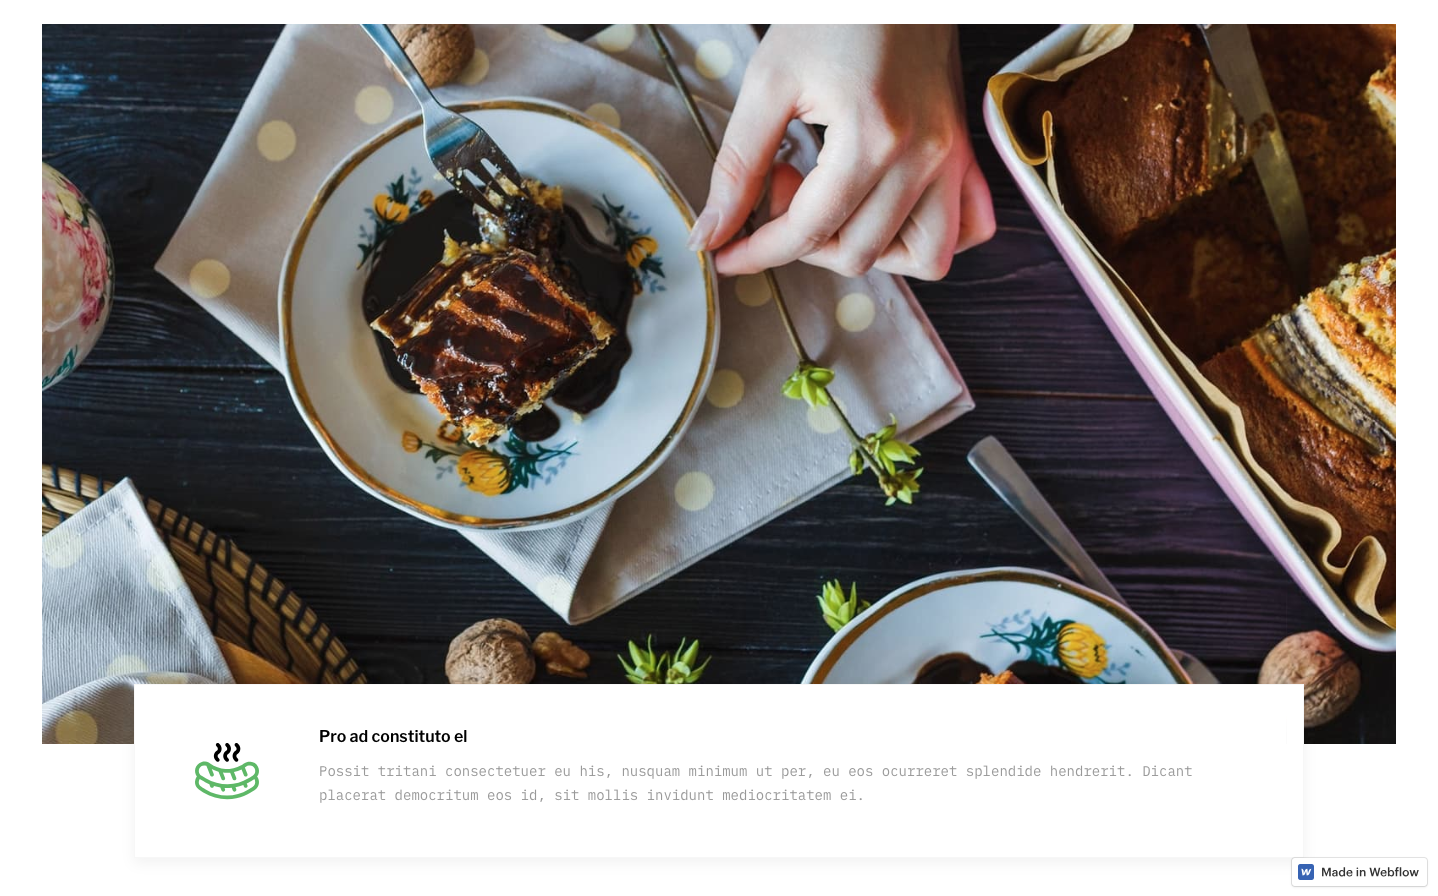 Pro ad constituto el
Possit tritani consectetuer eu his, nusquam minimum ut per, eu eos ocurreret splendide hendrerit. Dicant
placerat democritum eos id, sit mollis invidunt mediocritatem ei.
Made in Webflow